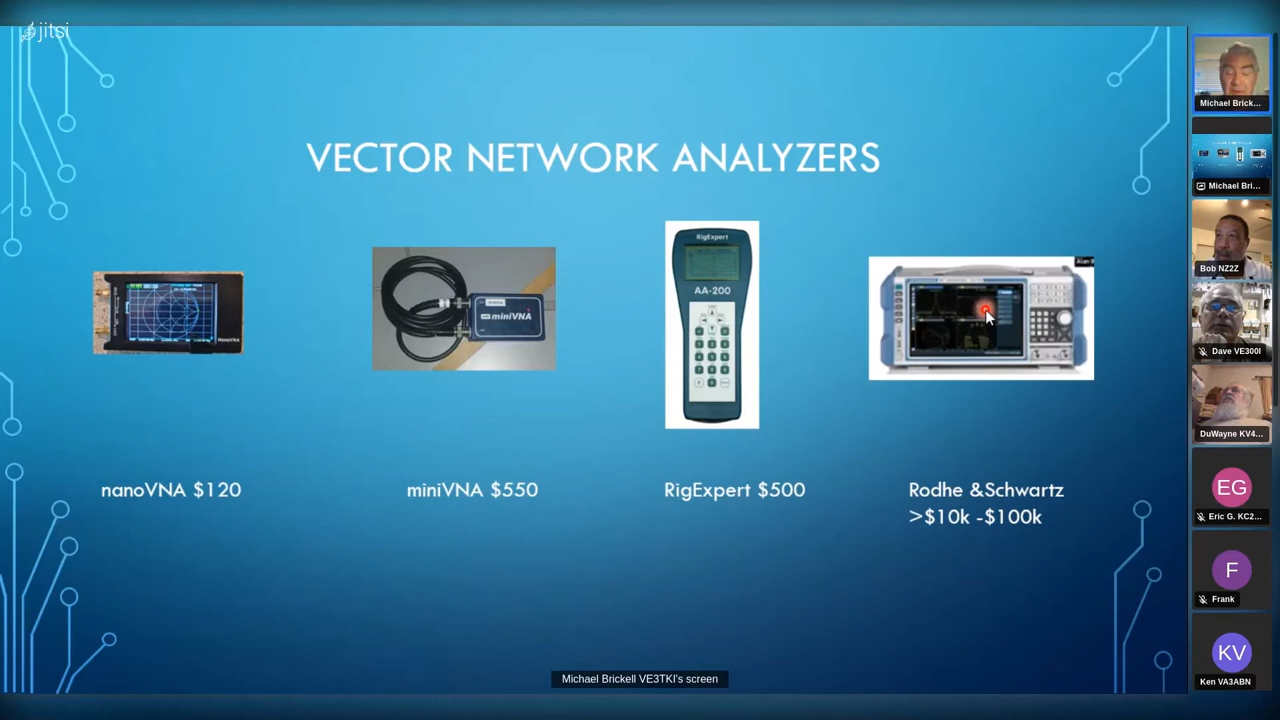 jitsi
VECTOR NETWORK ANALYZERS
NanoVNA
miniVNA
RigExpert
AA-200
nanoVNA $120
miniVNA $550
RigExpert $500
Rodhe &Schwartz
>$10k -$100k
Michael Brickell VE3TKI's screen
Michael Brick...
Michael Bri...
Bob NZ2Z
Dave VE3OOI
DuWayne KV4...
EG
Eric G. KC2...
F
Frank
KV
Ken VA3ABN